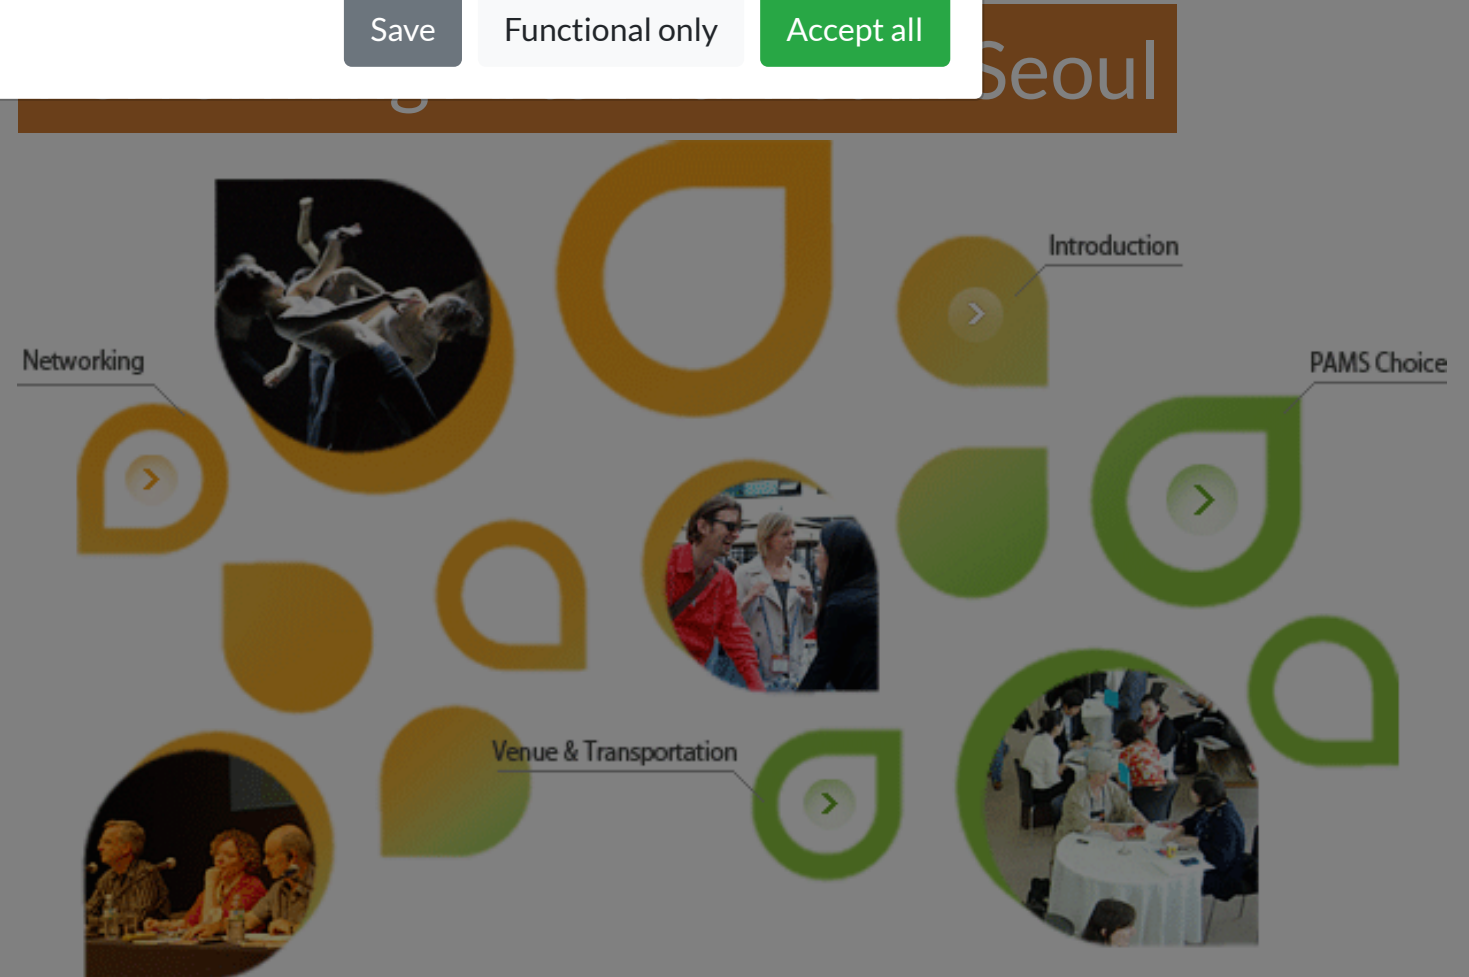 Save
Functional only
Accept all
Seoul
Introduction
Networking
PAMS Choice
Venue & Transportation